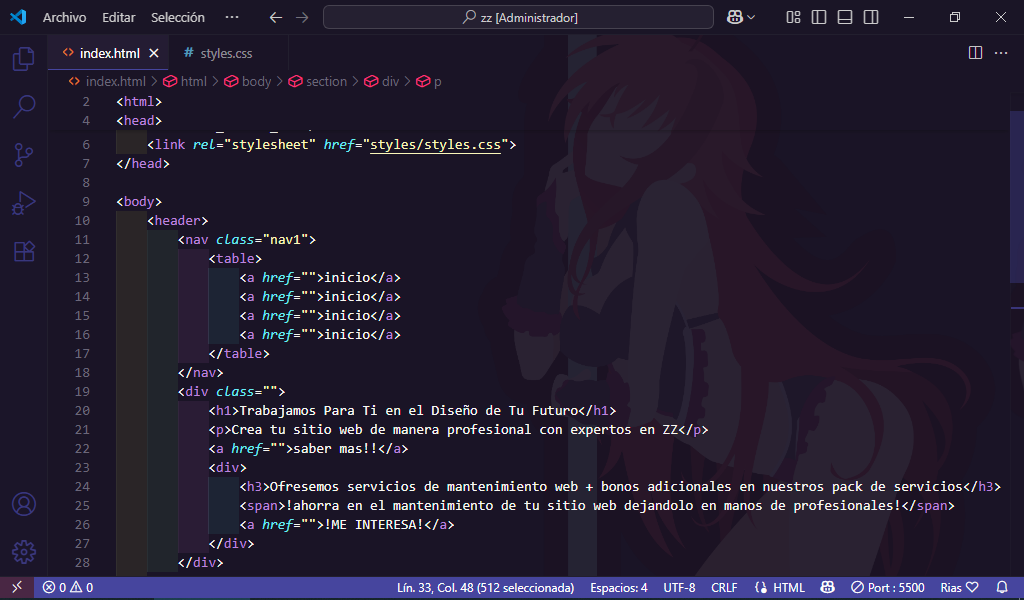 Archivo Editar Selección ... zz [Administrador]
index.html # styles.css
index.html > html > body > section > div > p
2 <html>
4 <head>
6 <link rel="stylesheet" href="styles/styles.css">
7 </head>
8
9 <body>
10 <header>
11 <nav class="nav1">
12 <table>
13 <a href="">inicio</a>
14 <a href="">inicio</a>
15 <a href="">inicio</a>
16 <a href="">inicio</a>
17 </table>
18 </nav>
19 <div class="">
20 <h1>Trabajamos Para Ti en el Diseño de Tu Futuro</h1>
21 <p>Crea tu sitio web de manera profesional con expertos en ZZ</p>
22 <a href="">saber mas!!</a>
23 <div>
24 <h3>Ofresemos servicios de mantenimiento web + bonos adicionales en nuestros pack de servicios</h3>
25 <span>!ahorra en el mantenimiento de tu sitio web dejandolo en manos de profesionales!</span>
26 <a href="">!ME INTERESA!</a>
27 </div>
28 </div>
0 0 Lín. 33, Col. 48 (512 seleccionada) Espacios: 4 UTF-8 CRLF HTML Port : 5500 Rias